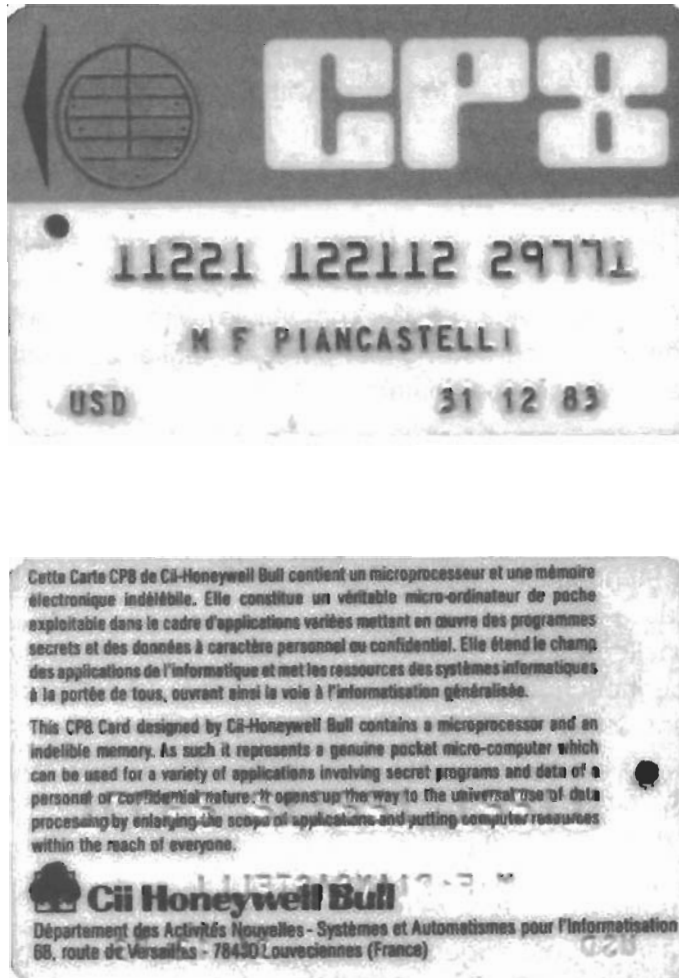 CP8
11221 122112 29771
M F PIANCASTELLI
USD 31 12 83
Cette Carte CP8 de Cii-Honeywell Bull contient un microprocesseur et une mémoire
électronique indélébile. Elle constitue un véritable micro-ordinateur de poche
exploitable dans le cadre d'applications variées mettant en œuvre des programmes
secrets et des données à caractère personnel ou confidentiel. Elle étend le champ
des applications de l'informatique et met les ressources des systèmes informatiques
à la portée de tous, ouvrant ainsi la voie à l'informatisation généralisée.
This CP8 Card designed by Cii-Honeywell Bull contains a microprocessor and an
indelible memory. As such it represents a genuine pocket micro-computer which
can be used for a variety of applications involving secret programs and data of a
personal or confidential nature. It opens up the way to the universal use of data
processing by enlarging the scope of applications and putting computer resources
within the reach of everyone.
Cii Honeywell Bull
Département des Activités Nouvelles - Systèmes et Automatismes pour l'Informatisation
68, route de Versailles - 78430 Louveciennes (France)